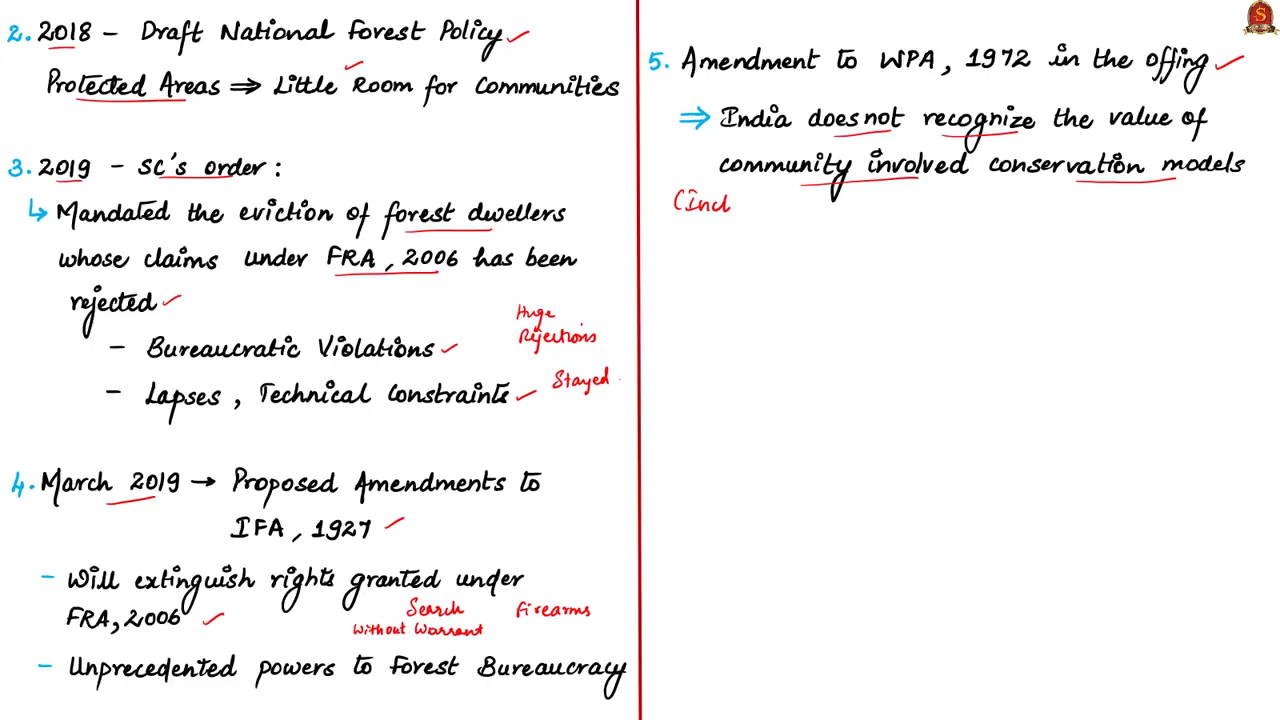 2. 2018 - Draft National Forest Policy
Protected Areas ⇒ Little Room for Communities
3. 2019 - SC's order :
↳ Mandated the eviction of forest dwellers
whose claims under FRA, 2006 has been
rejected
Huge
Rejections
- Bureaucratic Violations
Stayed
- Lapses, Technical Constraints
4. March 2019 → Proposed Amendments to
IFA, 1927
- Will extinguish rights granted under
FRA, 2006
Search
Without Warrant
Firearms
- Unprecedented powers to Forest Bureaucracy
5. Amendment to WPA, 1972 in the offing
⇒ India does not recognize the value of
community involved conservation models
(Incl
S